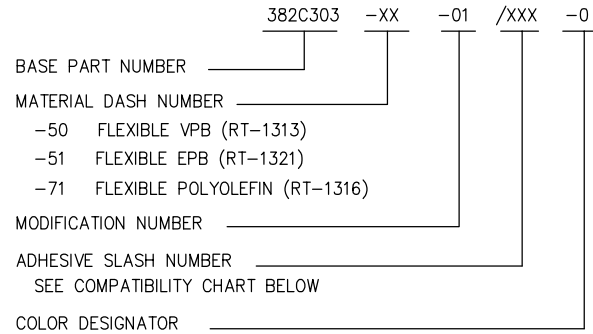 382C303 -XX -01 /XXX -0
BASE PART NUMBER
MATERIAL DASH NUMBER
-50 FLEXIBLE VPB (RT-1313)
-51 FLEXIBLE EPB (RT-1321)
-71 FLEXIBLE POLYOLEFIN (RT-1316)
MODIFICATION NUMBER
ADHESIVE SLASH NUMBER
SEE COMPATIBILITY CHART BELOW
COLOR DESIGNATOR